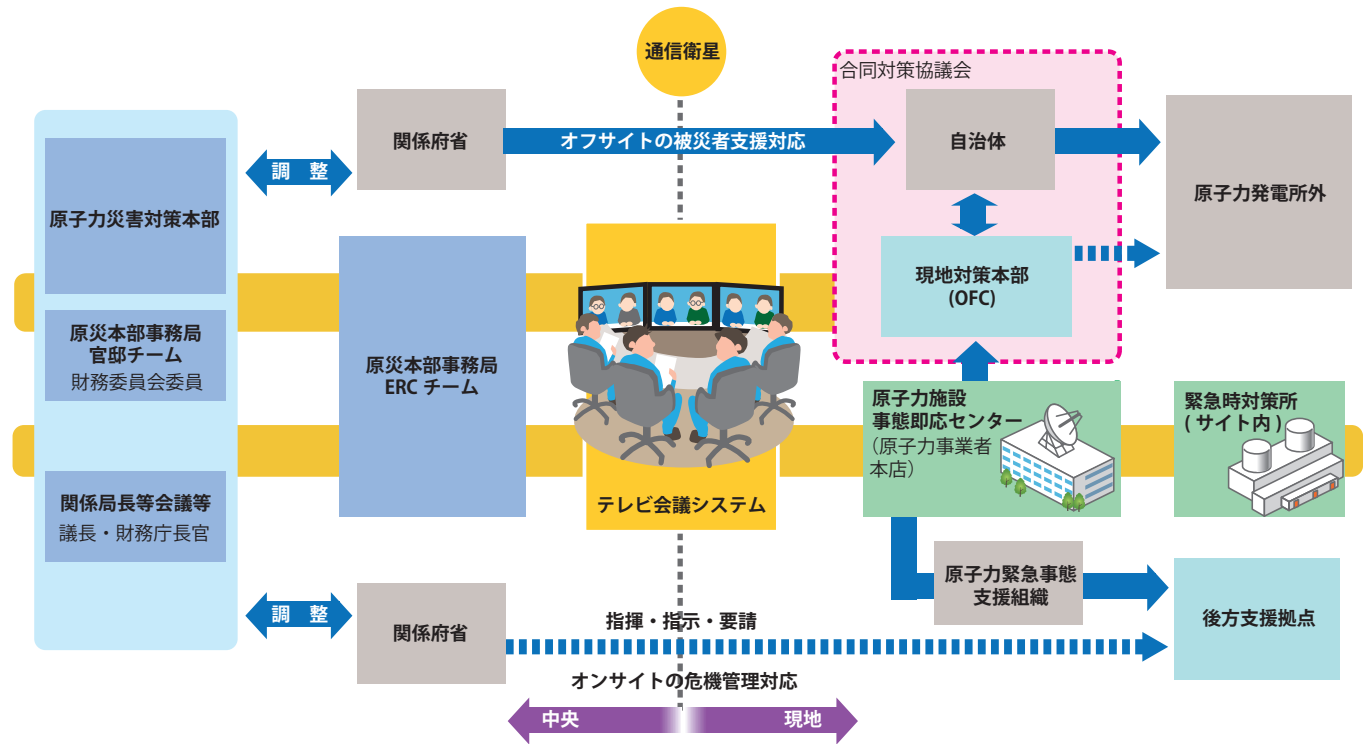 通信衛星
合同対策協議会
関係府省
オフサイトの被災者支援対応
自治体
調 整
原子力災害対策本部
原子力発電所外
現地対策本部
(OFC)
原災本部事務局
官邸チーム
財務委員会委員
原災本部事務局
ERC チーム
原子力施設
事態即応センター
(原子力事業者
本店)
緊急時対策所
( サイト内 )
関係局長等会議等
議長・財務庁長官
テレビ会議システム
原子力緊急事態
支援組織
調 整
関係府省
指揮・指示・要請
後方支援拠点
オンサイトの危機管理対応
中央
現地